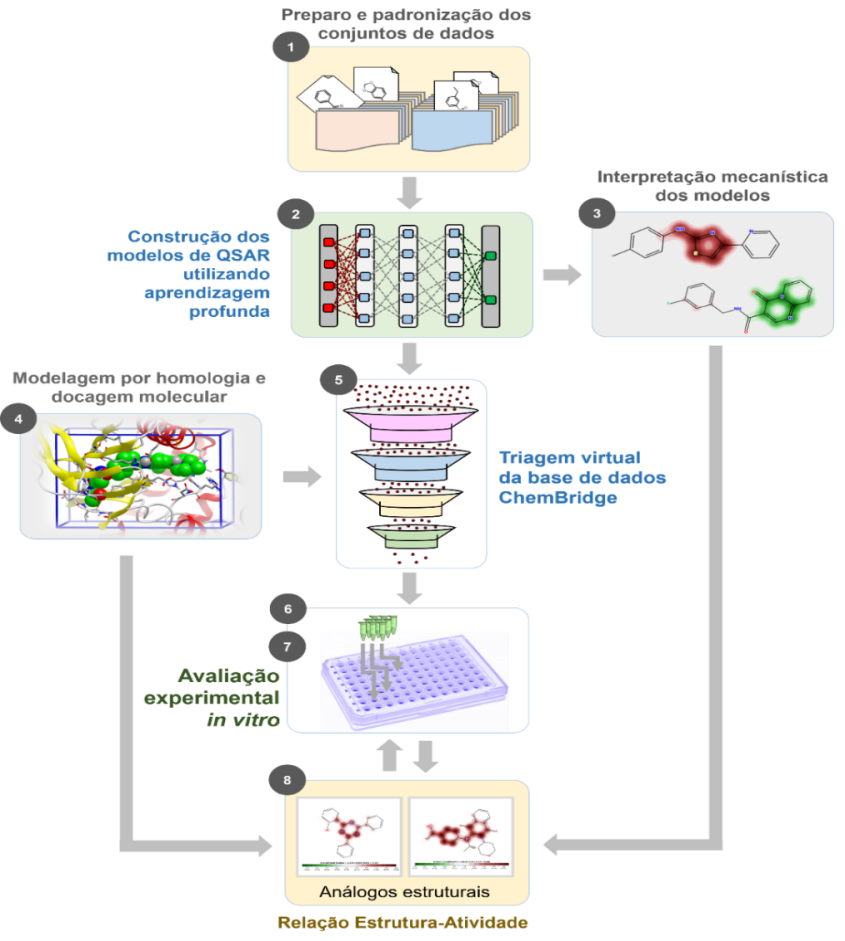 Preparo e padronização dos
conjuntos de dados
1
Interpretação mecanística
dos modelos
2
3
Construção dos
modelos de QSAR
utilizando
aprendizagem
profunda
Modelagem por homologia e
docagem molecular
4
5
Triagem virtual
da base de dados
ChemBridge
6
7
Avaliação
experimental
in vitro
8
Análogos estruturais
Relação Estrutura-Atividade